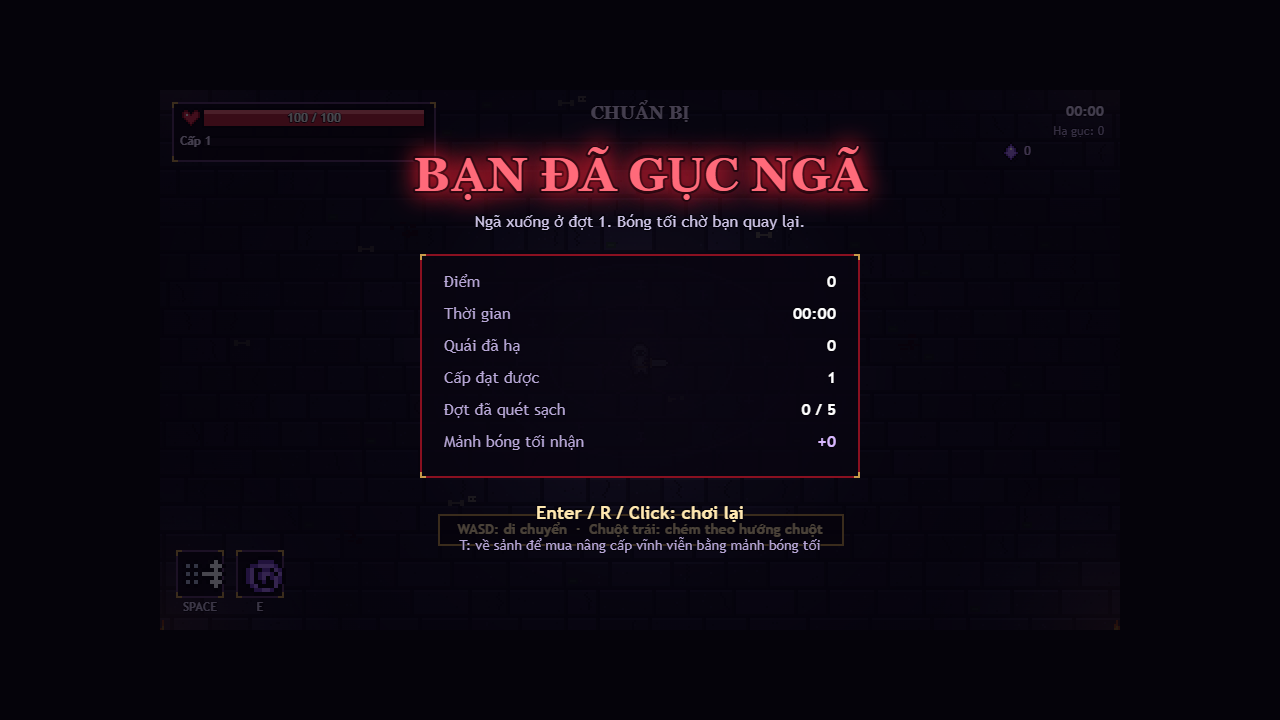 100 / 100
Cấp 1
CHUẨN BỊ
00:00
Hạ gục: 0
0
BẠN ĐÃ GỤC NGÃ
Ngã xuống ở đợt 1. Bóng tối chờ bạn quay lại.
Điểm 0
Thời gian 00:00
Quái đã hạ 0
Cấp đạt được 1
Đợt đã quét sạch 0 / 5
Mảnh bóng tối nhận +0
Enter / R / Click: chơi lại
WASD: di chuyển · Chuột trái: chém theo hướng chuột
T: về sảnh để mua nâng cấp vĩnh viễn bằng mảnh bóng tối
SPACE E